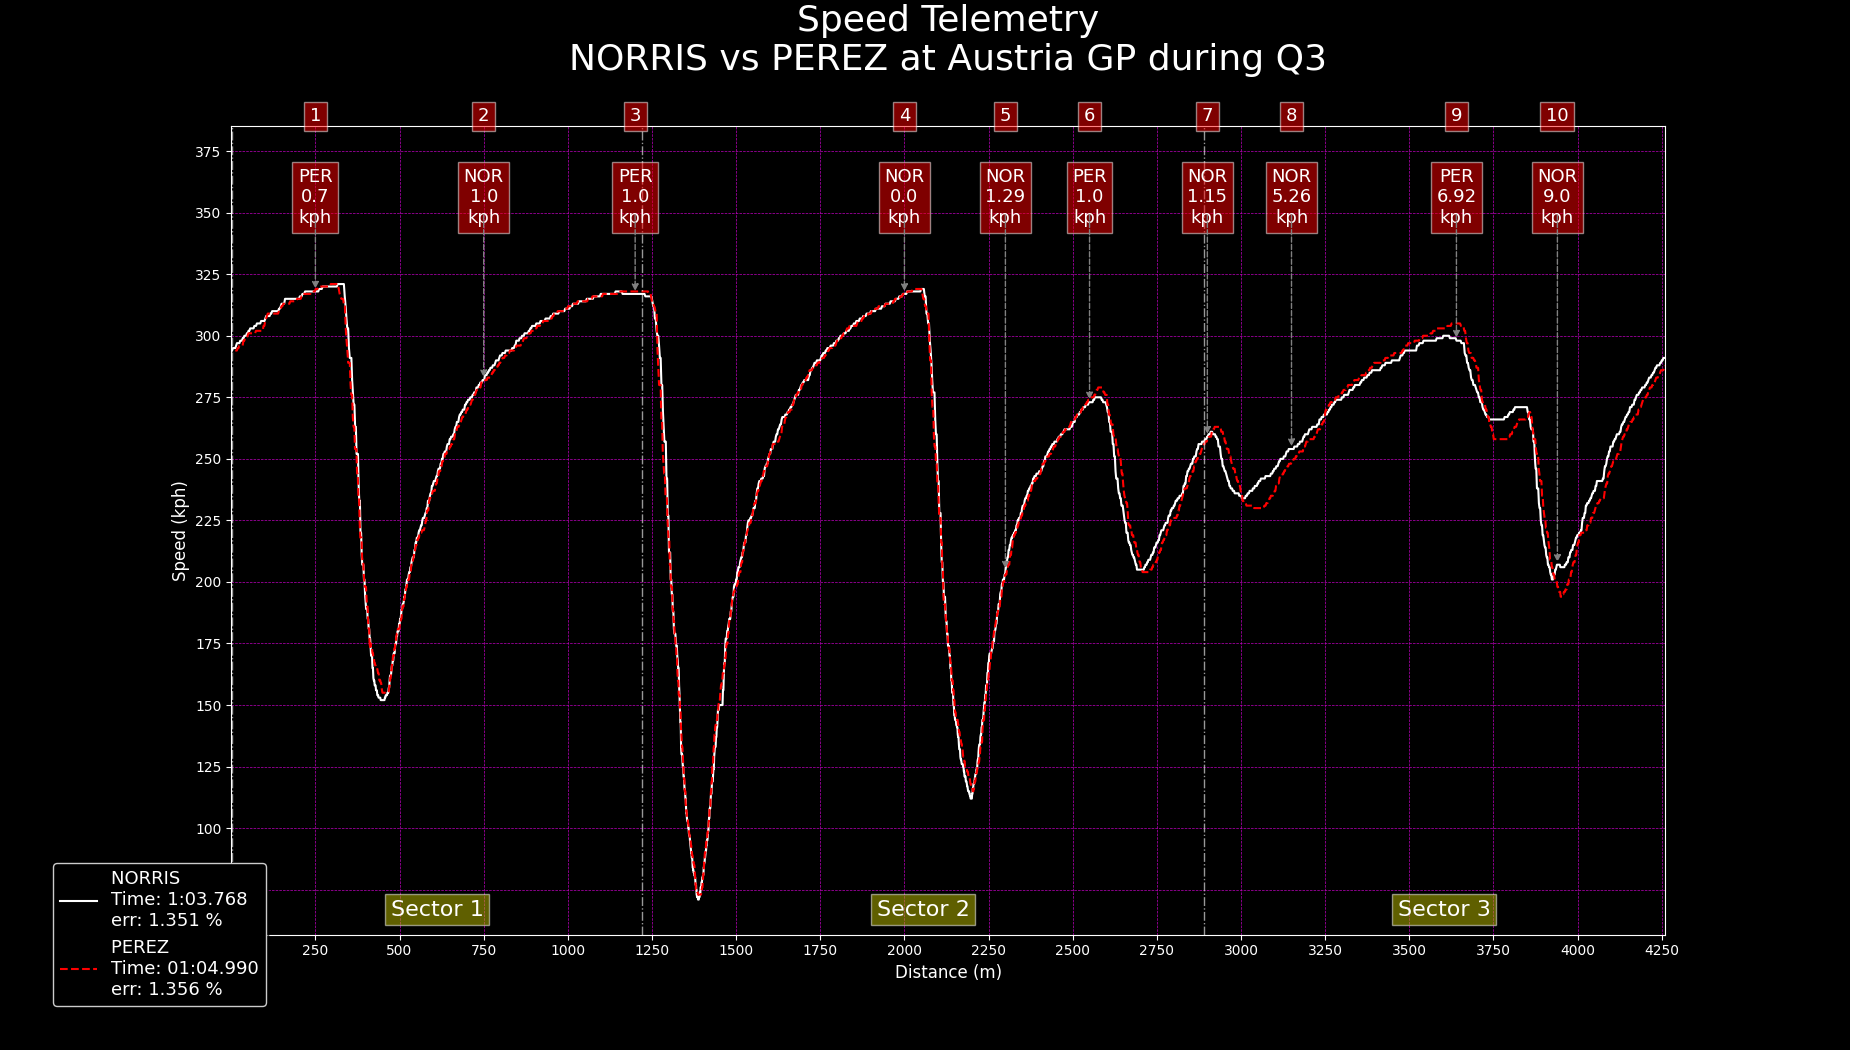 Speed Telemetry
NORRIS vs PEREZ at Austria GP during Q3
1 2 3 4 5 6 7 8 9 10
PER NOR PER NOR NOR PER NOR NOR PER NOR
0.7 1.0 1.0 0.0 1.29 1.0 1.15 5.26 6.92 9.0
kph kph kph kph kph kph kph kph kph kph
375
350
325
300
275
250
225
200
175
150
125
100
Speed (kph)
Sector 1 Sector 2 Sector 3
250 500 750 1000 1250 1500 1750 2000 2250 2500 2750 3000 3250 3500 3750 4000 4250
Distance (m)
NORRIS
Time: 1:03.768
err: 1.351 %
PEREZ
Time: 01:04.990
err: 1.356 %